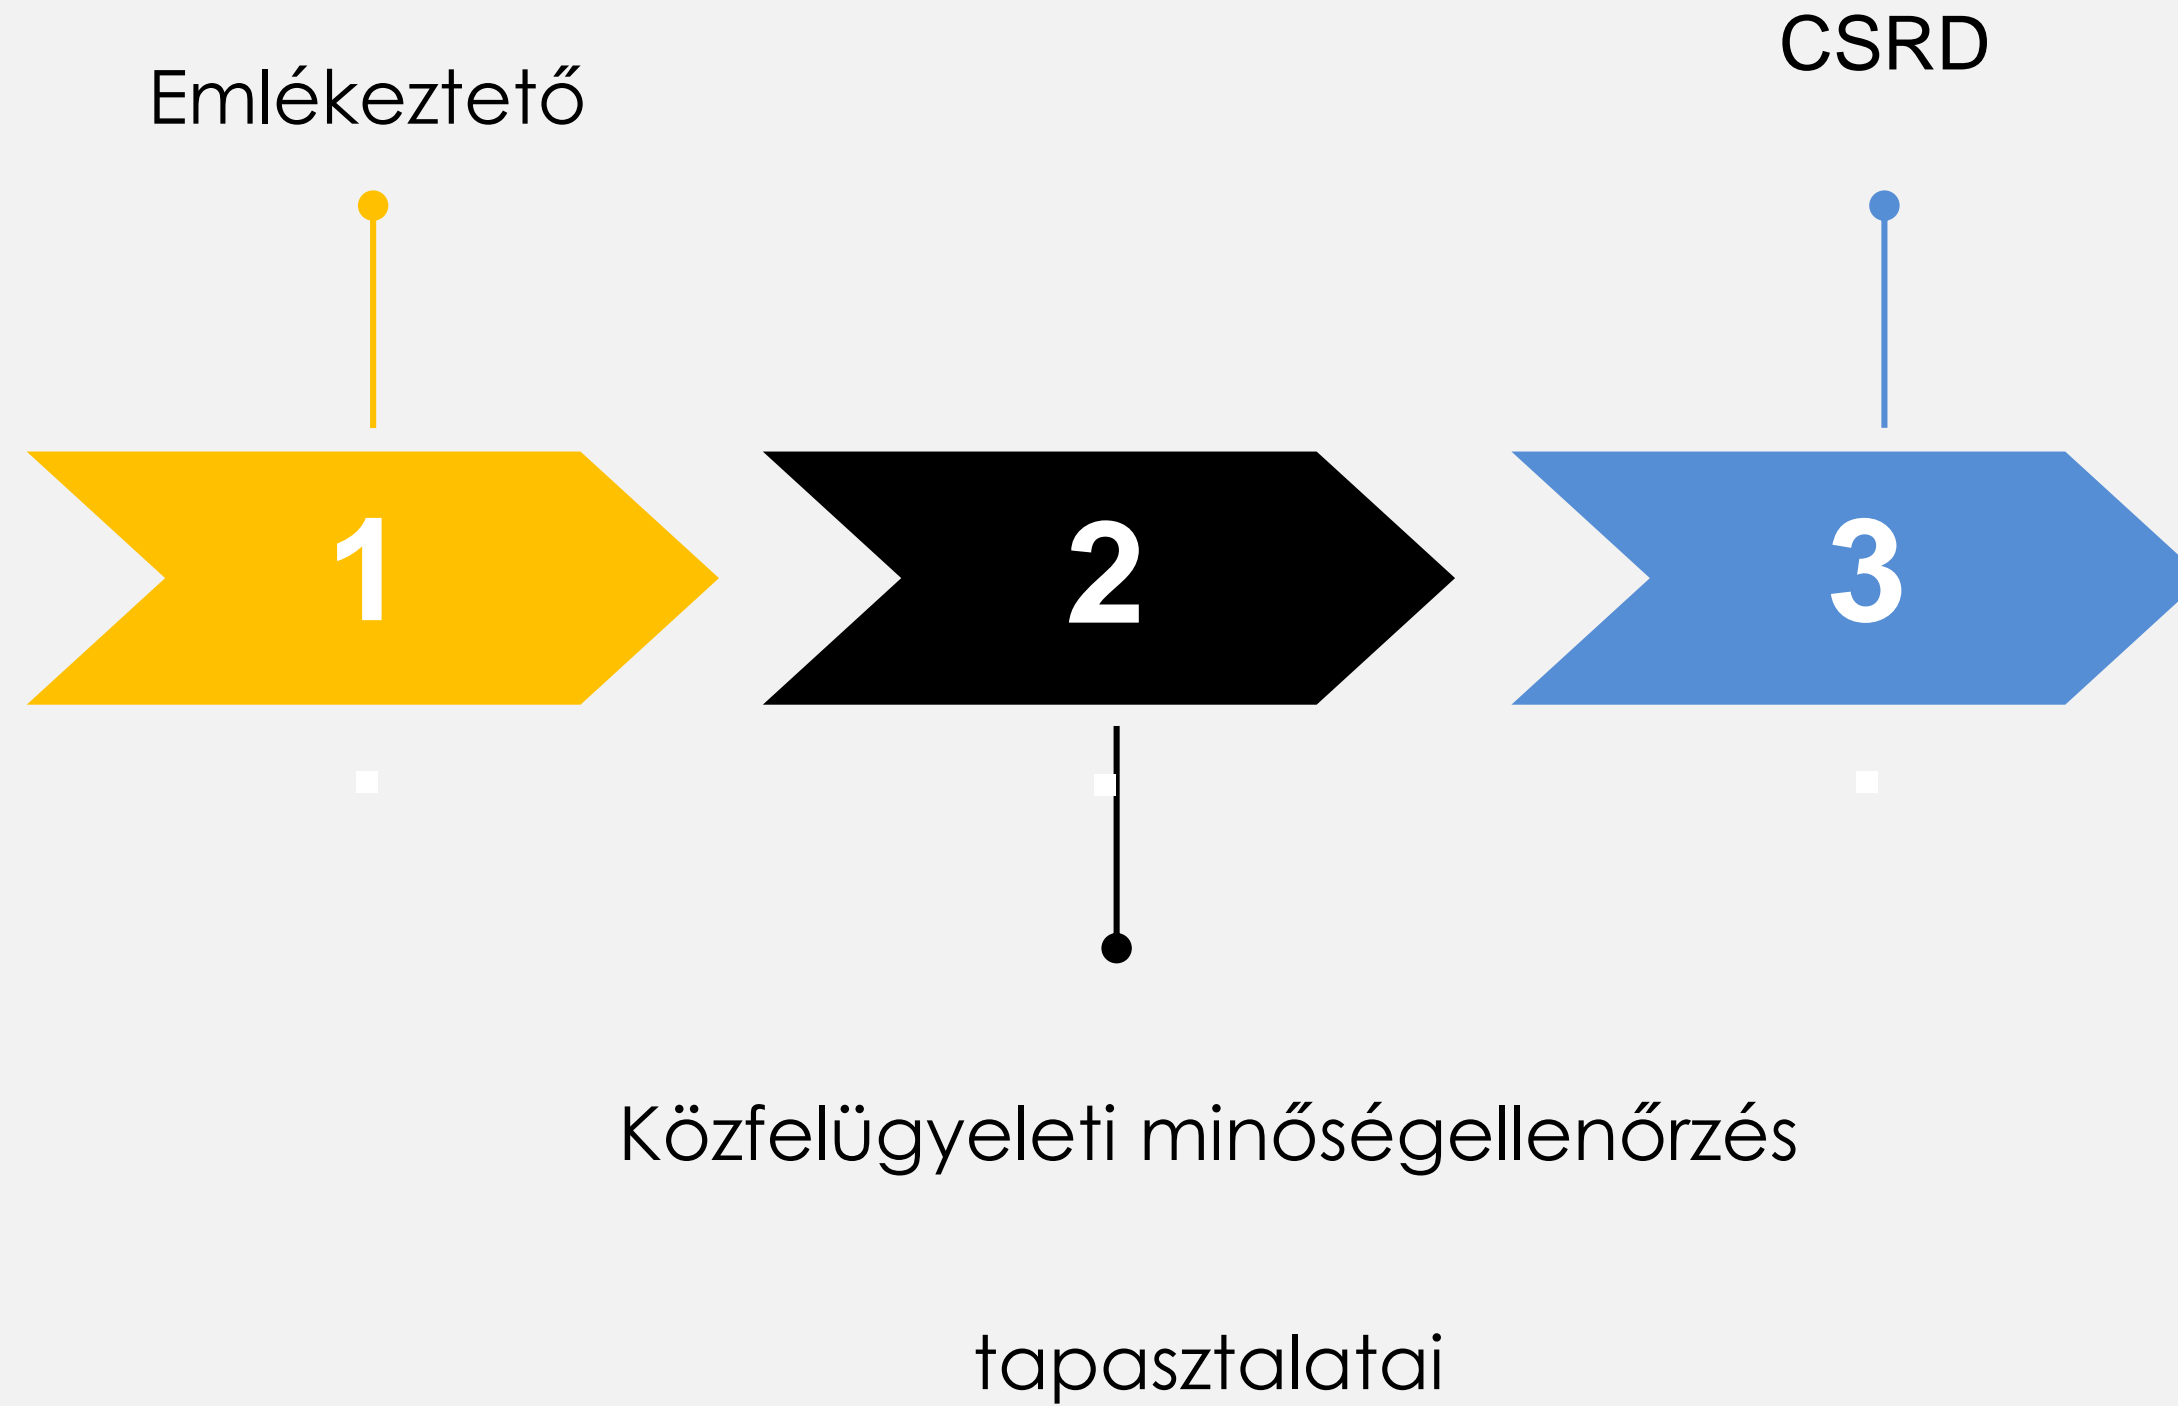 CSRD
Emlékeztető
1
2
3
Közfelügyeleti minőségellenőrzés
tapasztalatai